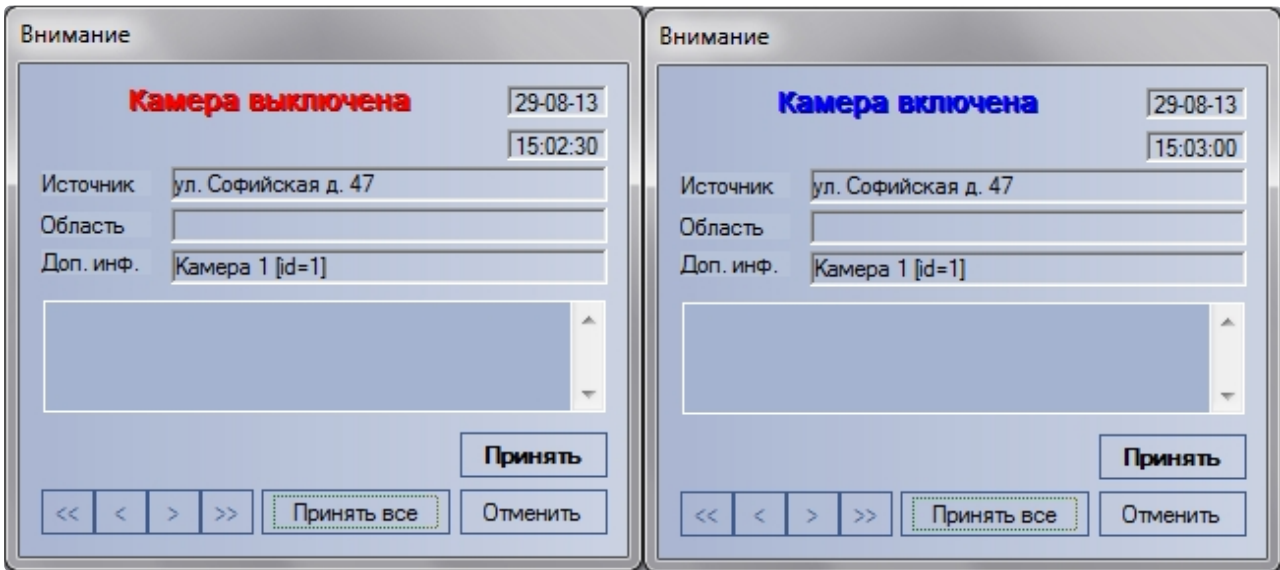 Внимание
Камера выключена
29-08-13
15:02:30
Источник ул. Софийская д. 47
Область
Доп. инф. Камера 1 [id=1]
Принять
<< < > >> Принять все Отменить
Внимание
Камера включена
29-08-13
15:03:00
Источник ул. Софийская д. 47
Область
Доп. инф. Камера 1 [id=1]
Принять
<< < > >> Принять все Отменить